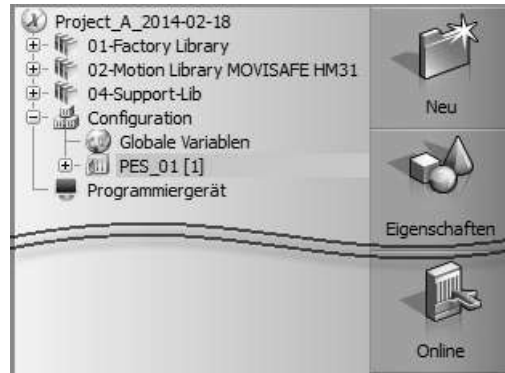 Project_A_2014-02-18
01-Factory Library
02-Motion Library MOVISAFE HM31
04-Support-Lib
Configuration
Globale Variablen
PES_01 [1]
Programmiergerät
Neu
Eigenschaften
Online